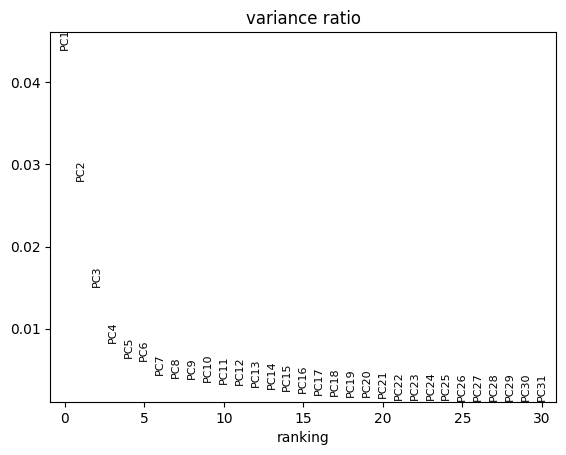 variance ratio
0.04
0.03
0.02
0.01
PC1
PC2
PC3
PC4
PC5
PC6
PC7
PC8
PC9
PC10
PC11
PC12
PC13
PC14
PC15
PC16
PC17
PC18
PC19
PC20
PC21
PC22
PC23
PC24
PC25
PC26
PC27
PC28
PC29
PC30
PC31
0 5 10 15 20 25 30
ranking